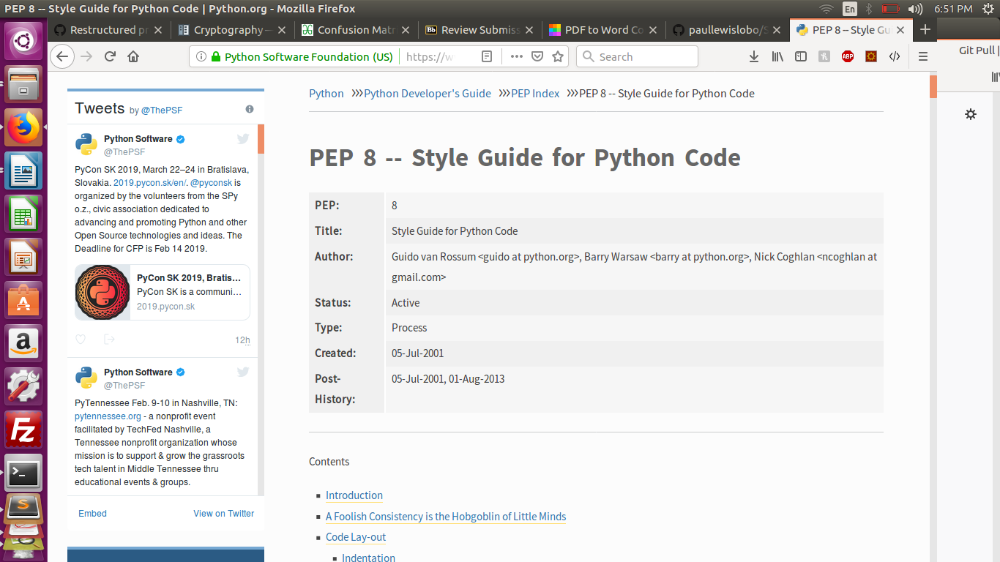 PEP 8 -- Style Guide for Python Code | Python.org - Mozilla Firefox
En
6:51 PM
Restructured pr
Cryptography —
Confusion Matr
Bb Review Submiss
PDF to Word Co
paullewislobo/S
PEP 8 -- Style Gu
Git Pull |
Python Software Foundation (US)
https://w
Search
ABP
Tweets by @ThePSF
Python Software
@ThePSF
PyCon SK 2019, March 22–24 in Bratislava,
Slovakia. 2019.pycon.sk/en/. @pyconsk is
organized by the volunteers from the SPy
o.z., civic association dedicated to
advancing and promoting Python and other
Open Source technologies and ideas. The
Deadline for CFP is Feb 14 2019.
PyCon SK 2019, Bratis...
PyCon SK is a communi...
2019.pycon.sk
12h
Python Software
@ThePSF
PyTennessee Feb. 9-10 in Nashville, TN:
pytennessee.org - a nonprofit event
facilitated by TechFed Nashville, a
Tennessee nonprofit organization whose
mission is to support & grow the grassroots
tech talent in Middle Tennessee thru
educational events & groups.
Embed
View on Twitter
Python >>> Python Developer's Guide >>> PEP Index >>> PEP 8 -- Style Guide for Python Code
PEP 8 -- Style Guide for Python Code
PEP: 8
Title: Style Guide for Python Code
Author: Guido van Rossum <guido at python.org>, Barry Warsaw <barry at python.org>, Nick Coghlan <ncoghlan at
gmail.com>
Status: Active
Type: Process
Created: 05-Jul-2001
Post-
History:
05-Jul-2001, 01-Aug-2013
Contents
Introduction
A Foolish Consistency is the Hobgoblin of Little Minds
Code Lay-out
Indentation